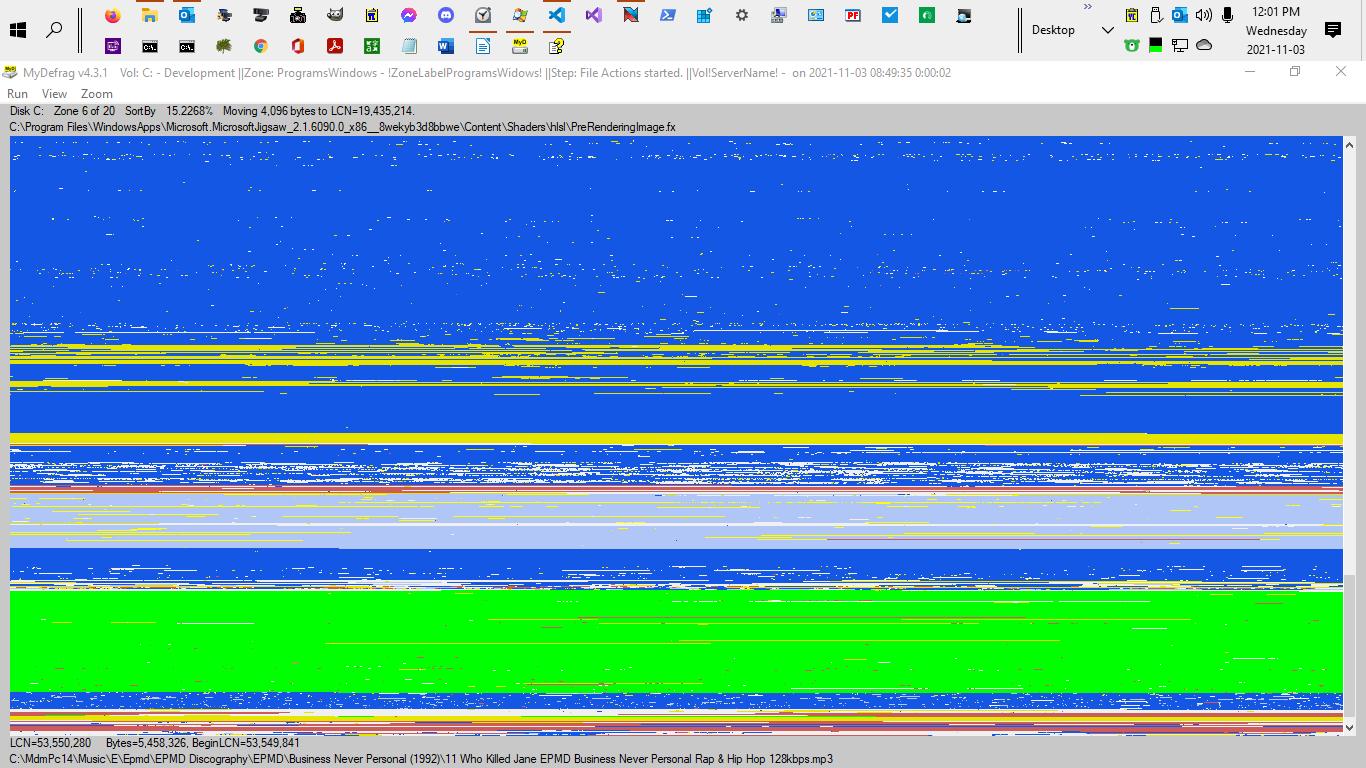 12:01 PM
Desktop
Wednesday
2021-11-03
MyDefrag v4.3.1 Vol: C: - Development ||Zone: ProgramsWindows - !ZoneLabelProgramsWidows! ||Step: File Actions started. ||Vol!ServerName! - on 2021-11-03 08:49:35 0:00:02
Run View Zoom
Disk C: Zone 6 of 20 SortBy 15.2268% Moving 4,096 bytes to LCN=19,435,214.
C:\Program Files\WindowsApps\Microsoft.MicrosoftJigsaw_2.1.6090.0_x86__8wekyb3d8bbwe\Content\Shaders\hlsl\PreRenderingImage.fx
LCN=53,550,280 Bytes=5,458,326, BeginLCN=53,549,841
C:\MdmPc14\Music\E\Epmd\EPMD Discography\EPMD\Business Never Personal (1992)\11 Who Killed Jane EPMD Business Never Personal Rap & Hip Hop 128kbps.mp3